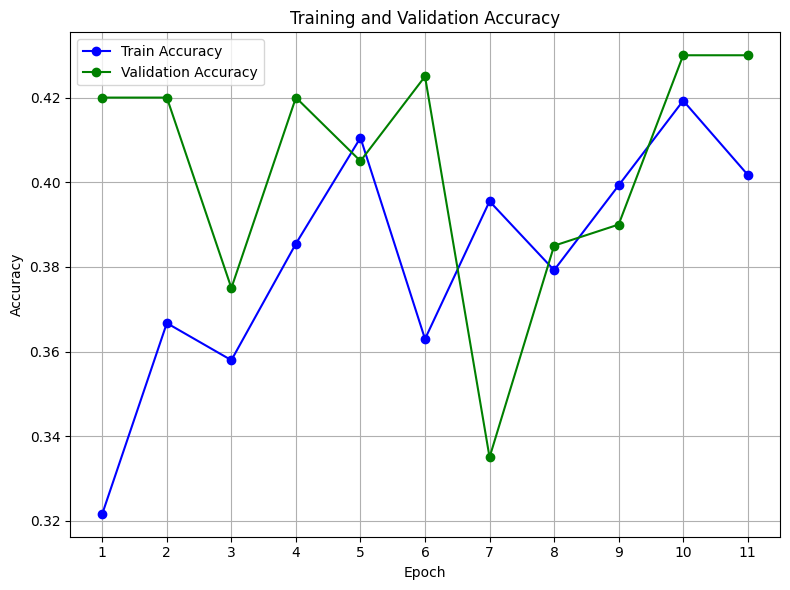 Training and Validation Accuracy
Train Accuracy
Validation Accuracy
Accuracy
0.42
0.40
0.38
0.36
0.34
0.32
1 2 3 4 5 6 7 8 9 10 11
Epoch